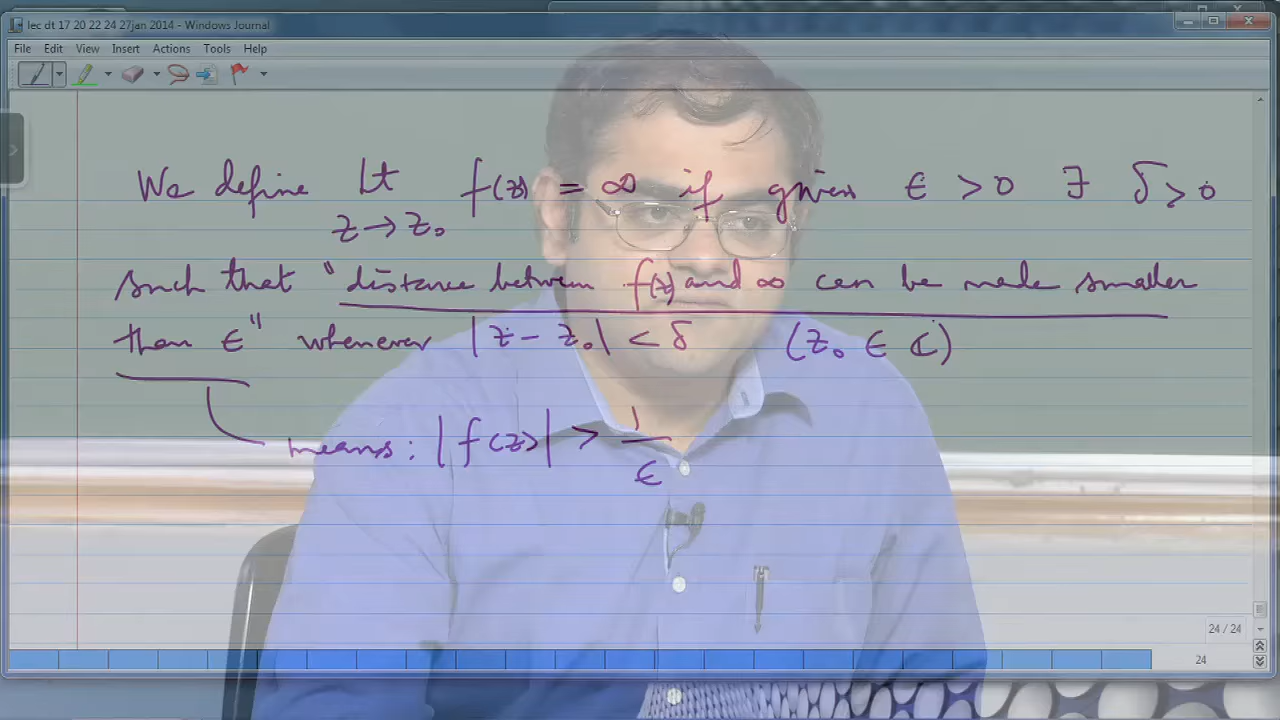 lec dt 17 20 22 24 27jan 2014 - Windows Journal
File Edit View Insert Actions Tools Help
We define Lt f(z) = ∞ if given ε > 0 ∃ δ > 0
z → z₀
such that "distance between f(z) and ∞ can be made smaller
than ε" whenever |z - z₀| < δ (z₀ ∈ ℂ)
means: |f(z)| > 1/ε
24 / 24
24